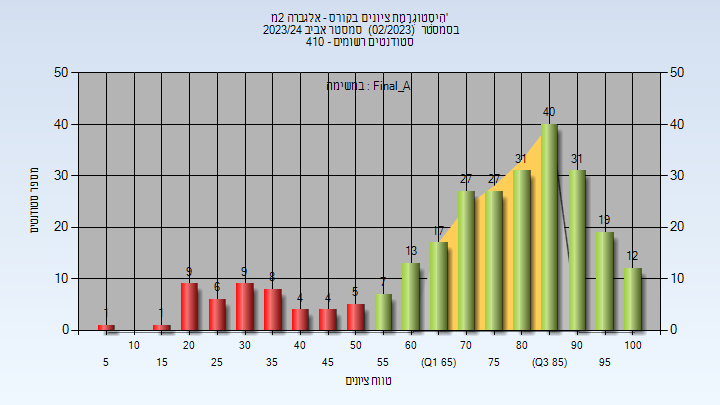 היסטוגרמת ציונים בקורס - אלגברה 2מ'
בסמסטר (02/2023) סמסטר אביב 2023/24
סטודנטים רשומים - 410
במשימה : Final_A
מספר סטודנטים
50 40 30 20 10 0
50 40 30 20 10 0
1 1 9 6 9 8 4 4 5 7 13 17 27 27 31 40 31 19 12
10 20 30 40 50 60 70 80 90 100
5 15 25 35 45 55 (Q1 65) 75 (Q3 85) 95
טווח ציונים